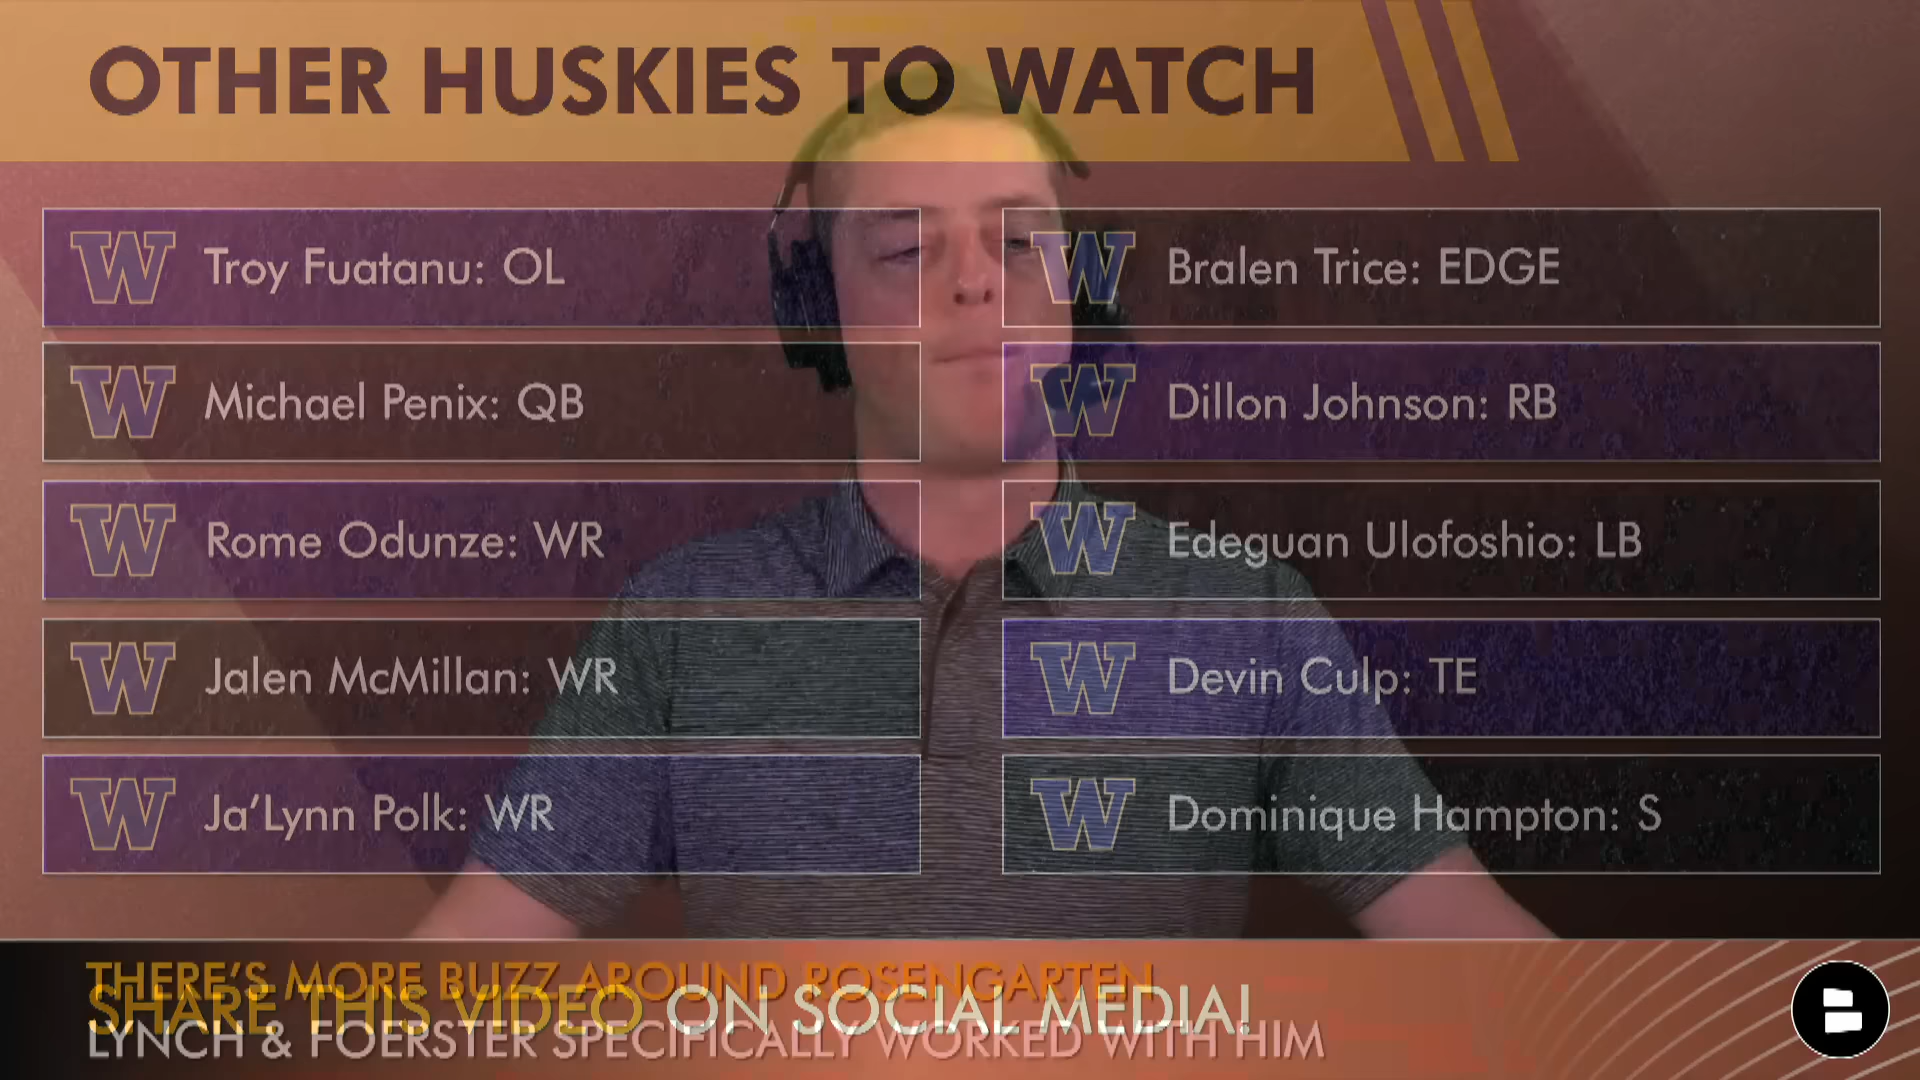 OTHER HUSKIES TO WATCH
W Troy Fuatanu: OL
W Michael Penix: QB
W Rome Odunze: WR
W Jalen McMillan: WR
W Ja'Lynn Polk: WR
W Bralen Trice: EDGE
W Dillon Johnson: RB
W Edeguan Ulofoshio: LB
W Devin Culp: TE
W Dominique Hampton: S
THERE'S MORE BUZZ AROUND ROSENGARTEN
SHARE THIS VIDEO ON SOCIAL MEDIA!
LYNCH & FOERSTER SPECIFICALLY WORKED WITH HIM